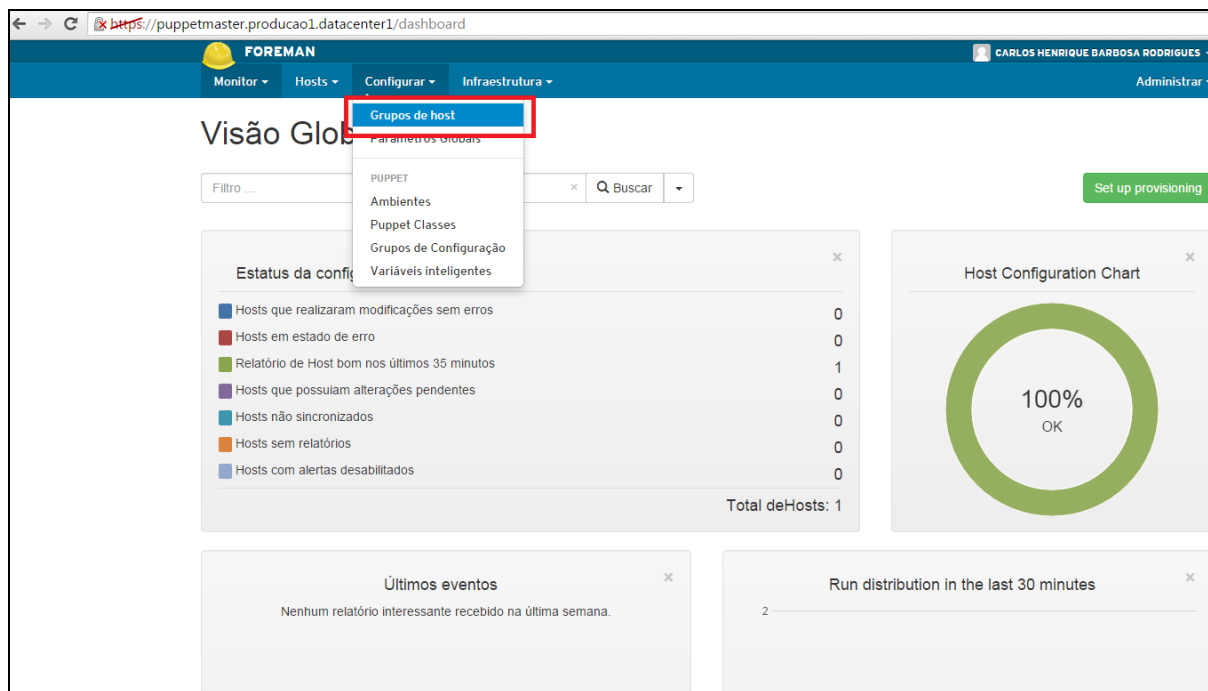 https://puppetmaster.producao1.datacenter1/dashboard
FOREMAN
CARLOS HENRIQUE BARBOSA RODRIGUES
Monitor Hosts Configurar Infraestrutura Administrar
Grupos de host
Parâmetros Globais
Visão Glob
PUPPET
Ambientes
Puppet Classes
Grupos de Configuração
Variáveis inteligentes
Filtro ... × Buscar
Set up provisioning
×
Estatus da config
Hosts que realizaram modificações sem erros 0
Hosts em estado de erro 0
Relatório de Host bom nos últimos 35 minutos 1
Hosts que possuiam alterações pendentes 0
Hosts não sincronizados 0
Hosts sem relatórios 0
Hosts com alertas desabilitados 0
Total deHosts: 1
×
Host Configuration Chart
100%
OK
×
Últimos eventos
Nenhum relatório interessante recebido na última semana.
×
Run distribution in the last 30 minutes
2